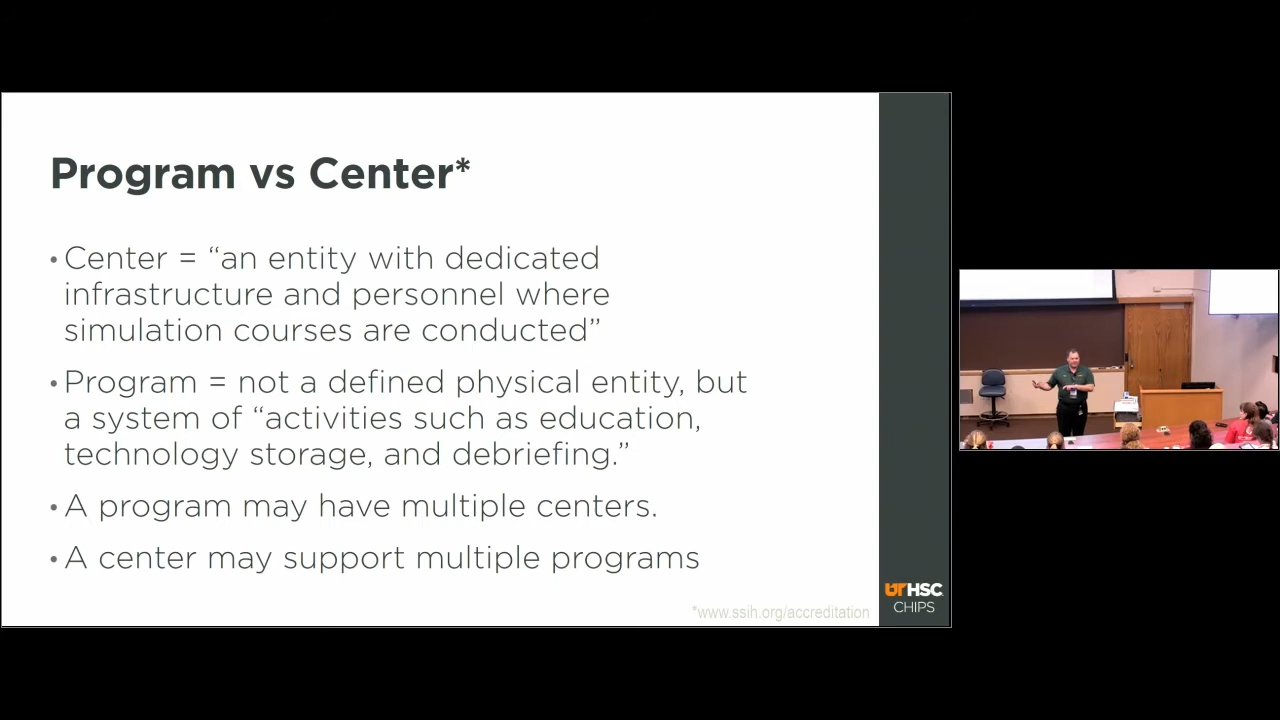 Program vs Center*
• Center = “an entity with dedicated
infrastructure and personnel where
simulation courses are conducted”
• Program = not a defined physical entity, but
a system of “activities such as education,
technology storage, and debriefing.”
• A program may have multiple centers.
• A center may support multiple programs
*www.ssih.org/accreditation
UTHSC
CHIPS